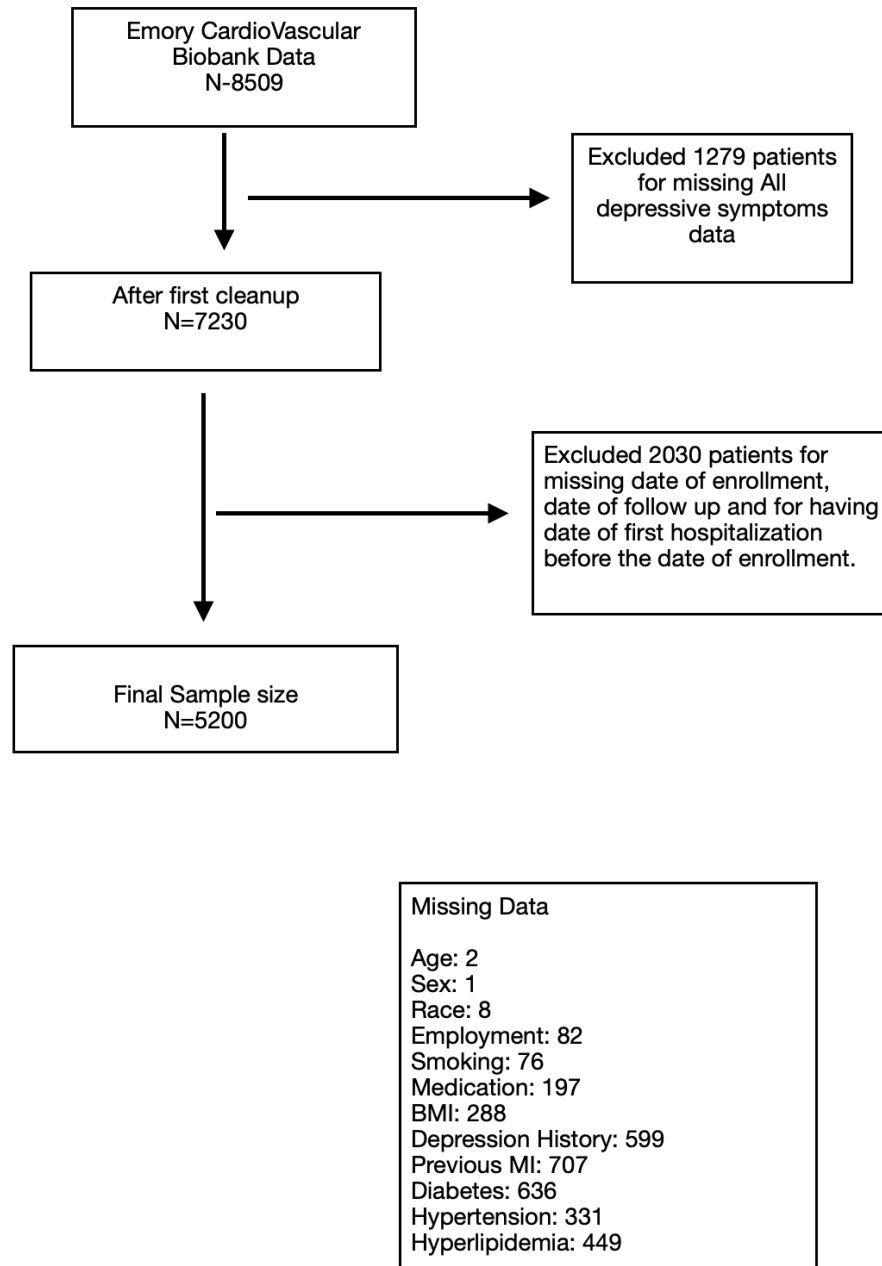 Emory CardioVascular
Biobank Data
N-8509
Excluded 1279 patients
for missing All
depressive symptoms
data
After first cleanup
N=7230
Excluded 2030 patients for
missing date of enrollment,
date of follow up and for having
date of first hospitalization
before the date of enrollment.
Final Sample size
N=5200
Missing Data
Age: 2
Sex: 1
Race: 8
Employment: 82
Smoking: 76
Medication: 197
BMI: 288
Depression History: 599
Previous MI: 707
Diabetes: 636
Hypertension: 331
Hyperlipidemia: 449